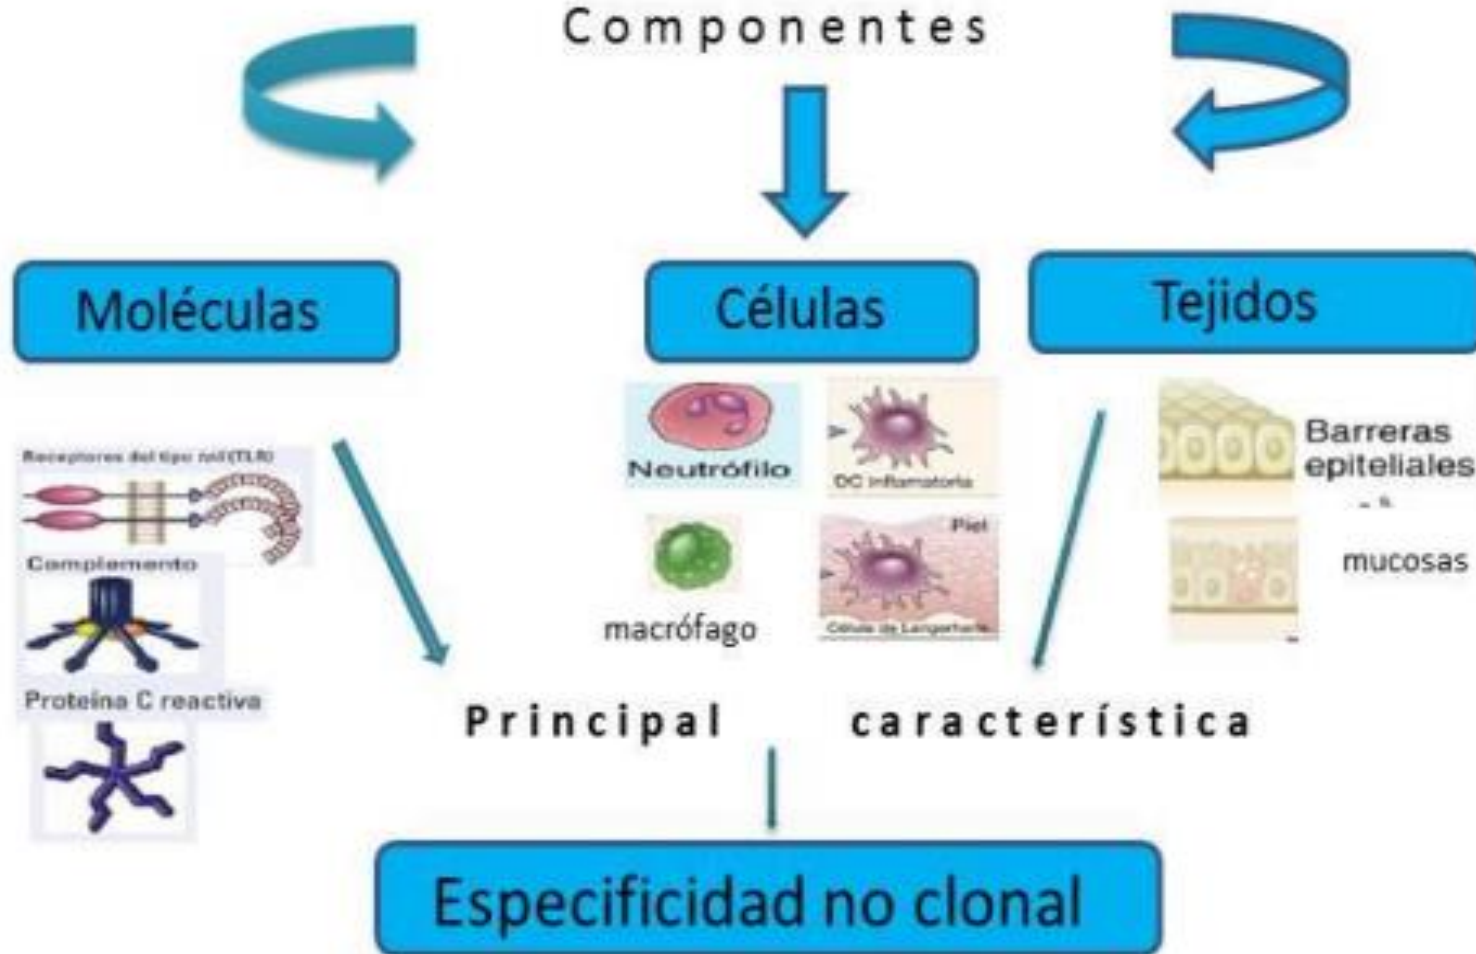 Componentes
Moléculas
Células
Tejidos
Receptores del tipo toll (TLR)
Complemento
Proteína C reactiva
Neutrófilo
DC inflamatoria
macrófago
Piel
Célula de Langerhans
Barreras
epiteliales
mucosas
Principal característica
Especificidad no clonal